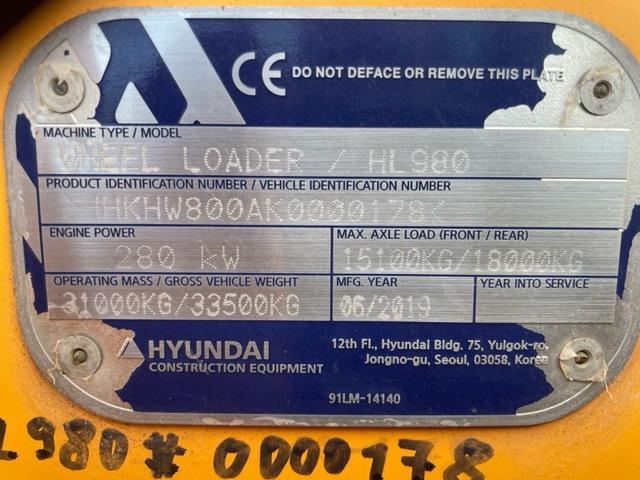 CE DO NOT DEFACE OR REMOVE THIS PLATE
MACHINE TYPE / MODEL
WHEEL LOADER / HL980
PRODUCT IDENTIFICATION NUMBER / VEHICLE IDENTIFICATION NUMBER
HKHW800AK0000178
ENGINE POWER
280 kW
MAX. AXLE LOAD (FRONT / REAR)
15100KG/18000KG
OPERATING MASS / GROSS VEHICLE WEIGHT
31000KG/33500KG
MFG. YEAR
06/2019
YEAR INTO SERVICE
HYUNDAI
CONSTRUCTION EQUIPMENT
12th Fl., Hyundai Bldg. 75, Yulgok-ro,
Jongno-gu, Seoul, 03058, Korea
91LM-14140
L980# 0000178